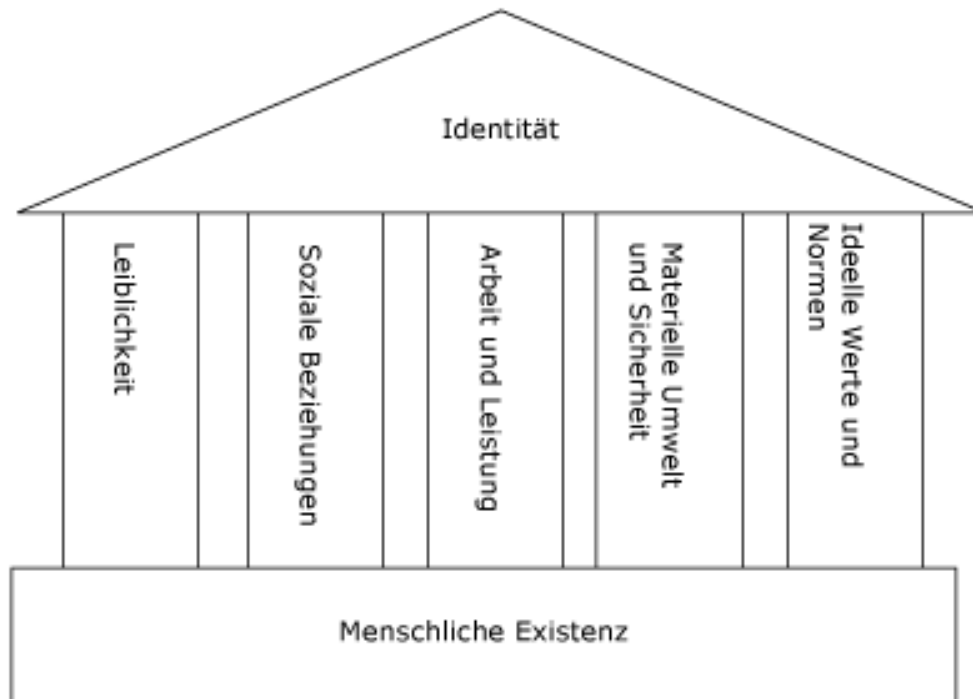 Identität
Leiblichkeit
Soziale Beziehungen
Arbeit und Leistung
Materielle Umwelt
und Sicherheit
Ideelle Werte und
Normen
Menschliche Existenz